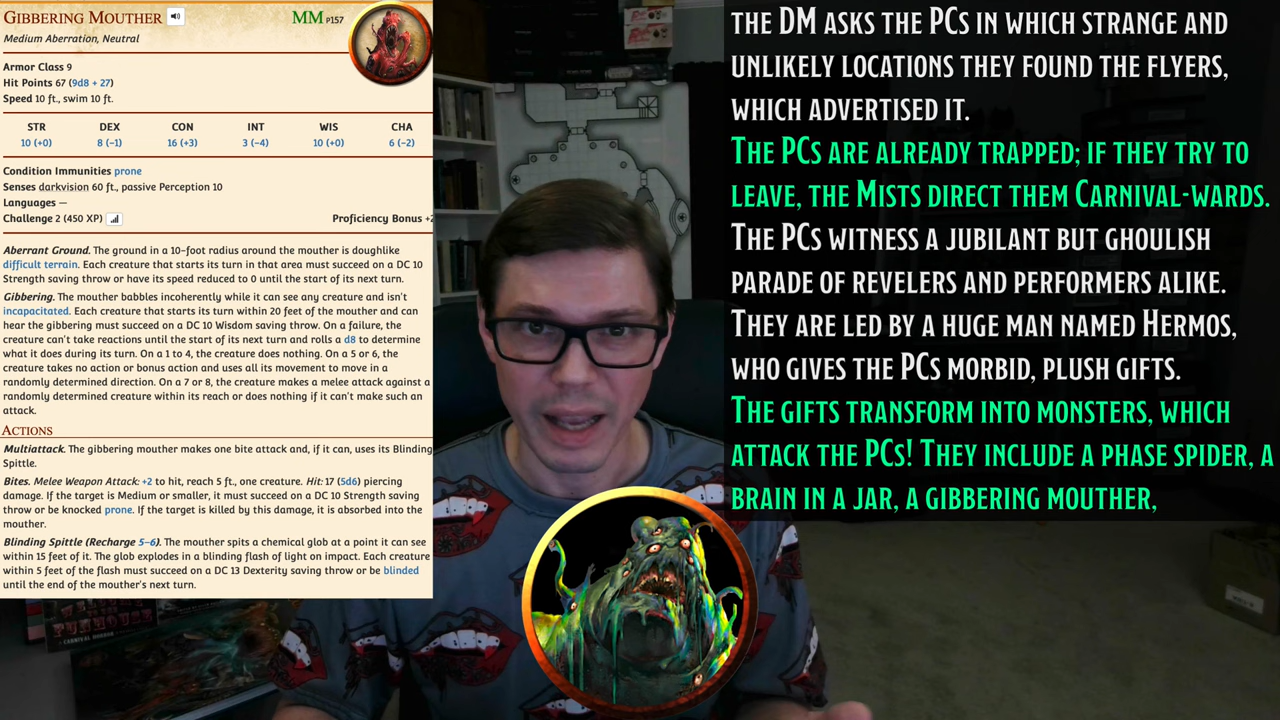 Gibbering Mouther
MM P157
Medium Aberration, Neutral
Armor Class 9
Hit Points 67 (9d8 + 27)
Speed 10 ft., swim 10 ft.
STR DEX CON INT WIS CHA
10 (+0) 8 (−1) 16 (+3) 3 (−4) 10 (+0) 6 (−2)
Condition Immunities prone
Senses darkvision 60 ft., passive Perception 10
Languages —
Challenge 2 (450 XP) Proficiency Bonus +2
Aberrant Ground. The ground in a 10-foot radius around the mouther is doughlike
difficult terrain. Each creature that starts its turn in that area must succeed on a DC 10
Strength saving throw or have its speed reduced to 0 until the start of its next turn.
Gibbering. The mouther babbles incoherently while it can see any creature and isn't
incapacitated. Each creature that starts its turn within 20 feet of the mouther and can
hear the gibbering must succeed on a DC 10 Wisdom saving throw. On a failure, the
creature can't take reactions until the start of its next turn and rolls a d8 to determine
what it does during its turn. On a 1 to 4, the creature does nothing. On a 5 or 6, the
creature takes no action or bonus action and uses all its movement to move in a
randomly determined direction. On a 7 or 8, the creature makes a melee attack against a
randomly determined creature within its reach or does nothing if it can't make such an
attack.
Actions
Multiattack. The gibbering mouther makes one bite attack and, if it can, uses its Blinding
Spittle.
Bites. Melee Weapon Attack: +2 to hit, reach 5 ft., one creature. Hit: 17 (5d6) piercing
damage. If the target is Medium or smaller, it must succeed on a DC 10 Strength saving
throw or be knocked prone. If the target is killed by this damage, it is absorbed into the
mouther.
Blinding Spittle (Recharge 5–6). The mouther spits a chemical glob at a point it can see
within 15 feet of it. The glob explodes in a blinding flash of light on impact. Each creature
within 5 feet of the flash must succeed on a DC 13 Dexterity saving throw or be blinded
until the end of the mouther's next turn.
the DM asks the PCs in which strange and
unlikely locations they found the flyers,
which advertised it.
The PCs are already trapped; if they try to
leave, the Mists direct them Carnival-wards.
The PCs witness a jubilant but ghoulish
parade of revelers and performers alike.
They are led by a huge man named Hermos,
who gives the PCs morbid, plush gifts.
The gifts transform into monsters, which
attack the PCs! They include a phase spider, a
brain in a jar, a gibbering mouther,
FUNHOUSE
CARNIVAL HORROR